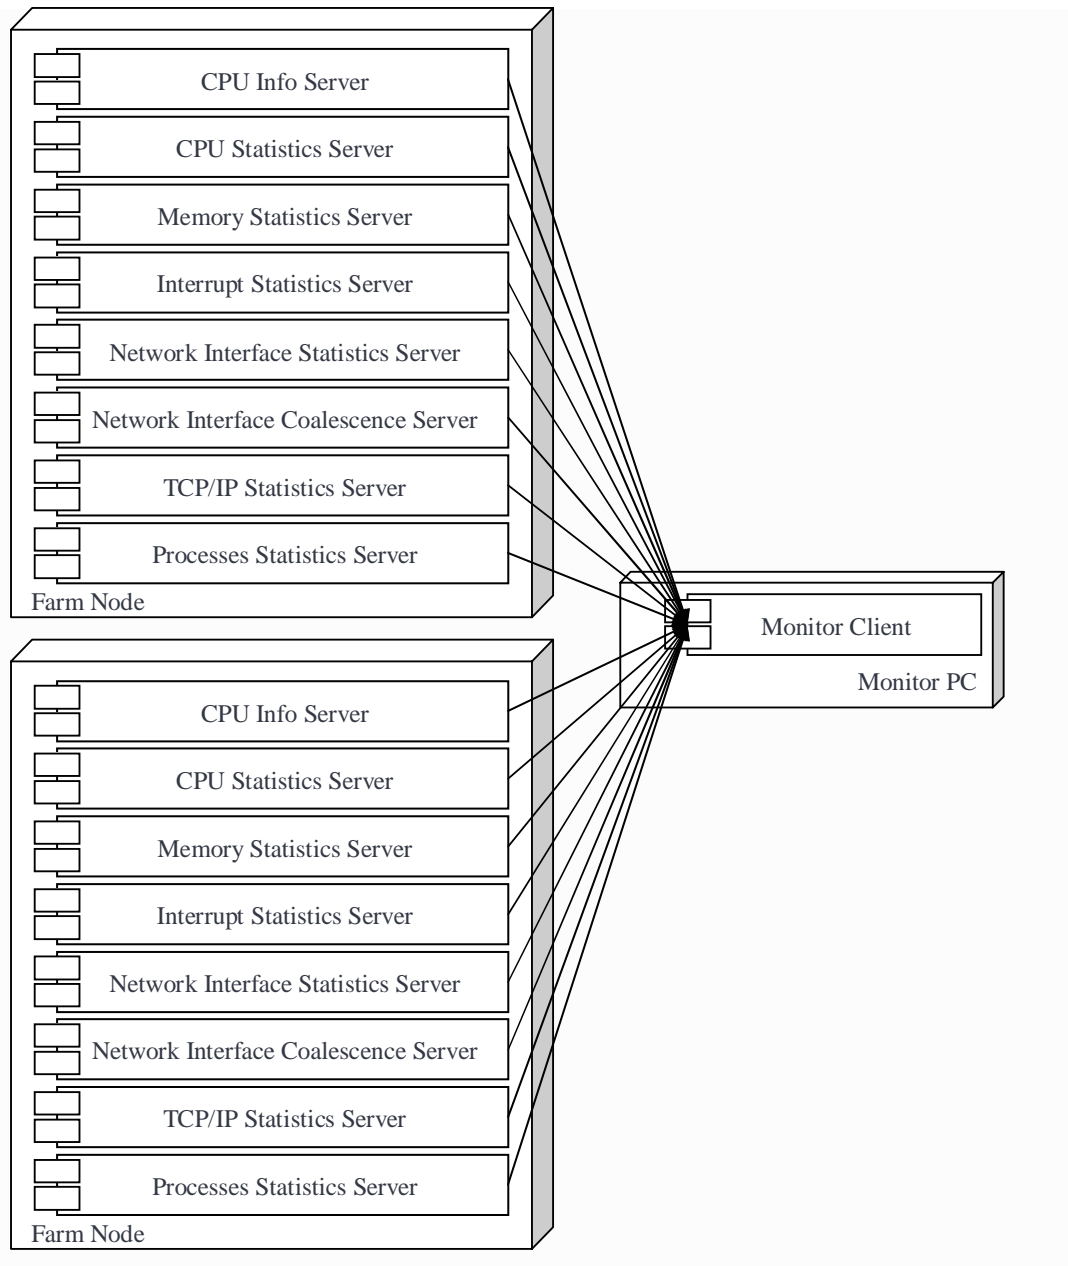 CPU Info Server
CPU Statistics Server
Memory Statistics Server
Interrupt Statistics Server
Network Interface Statistics Server
Network Interface Coalescence Server
TCP/IP Statistics Server
Processes Statistics Server
Farm Node
Monitor Client
Monitor PC
CPU Info Server
CPU Statistics Server
Memory Statistics Server
Interrupt Statistics Server
Network Interface Statistics Server
Network Interface Coalescence Server
TCP/IP Statistics Server
Processes Statistics Server
Farm Node